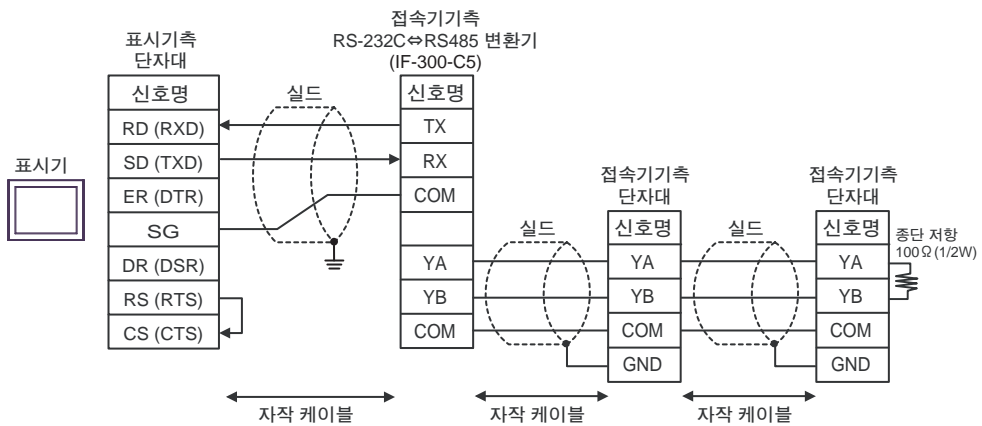 접속기기측
RS-232C⇔RS485 변환기
(IF-300-C5)
표시기측
단자대
신호명
RD (RXD)
SD (TXD)
ER (DTR)
SG
DR (DSR)
RS (RTS)
CS (CTS)
표시기
실드
신호명
TX
RX
COM
YA
YB
COM
실드
접속기기측
단자대
신호명
YA
YB
COM
GND
실드
접속기기측
단자대
신호명
YA
YB
COM
GND
종단 저항
100Ω(1/2W)
자작 케이블
자작 케이블
자작 케이블